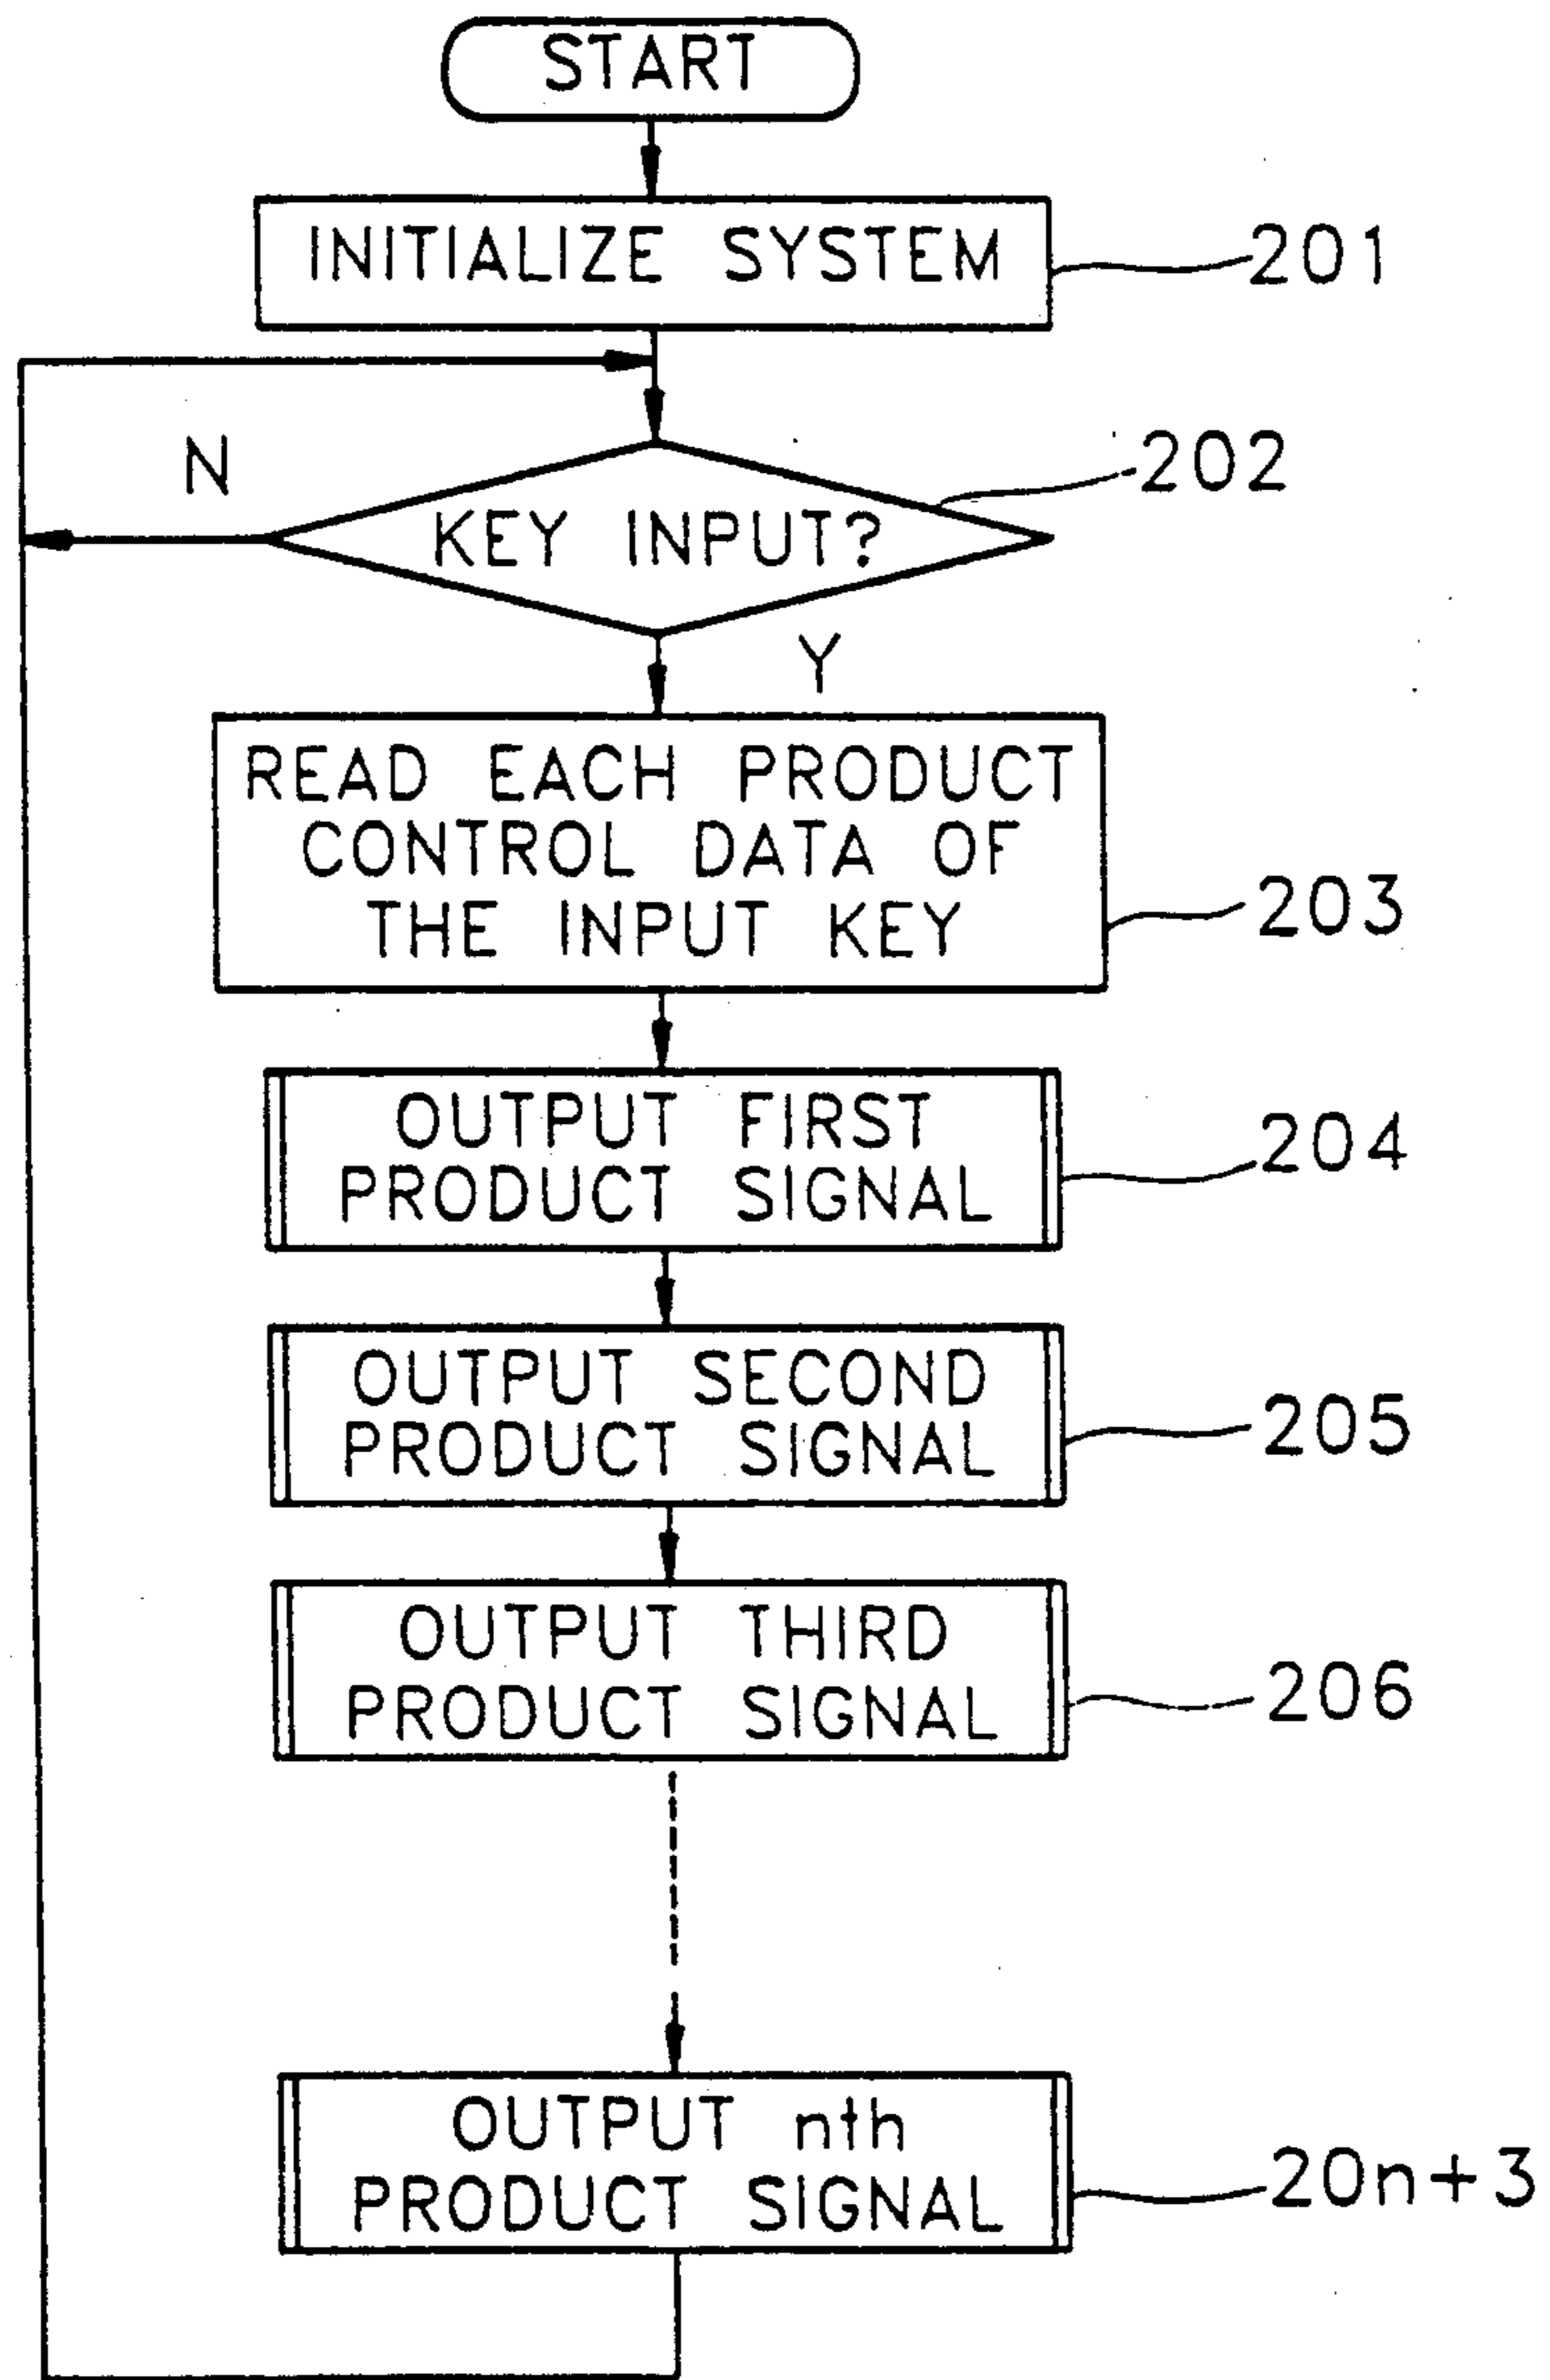 START
INITIALIZE SYSTEM
201
N
KEY INPUT?
202
Y
READ EACH PRODUCT
CONTROL DATA OF
THE INPUT KEY
203
OUTPUT FIRST
PRODUCT SIGNAL
204
OUTPUT SECOND
PRODUCT SIGNAL
205
OUTPUT THIRD
PRODUCT SIGNAL
206
OUTPUT nth
PRODUCT SIGNAL
20n+3